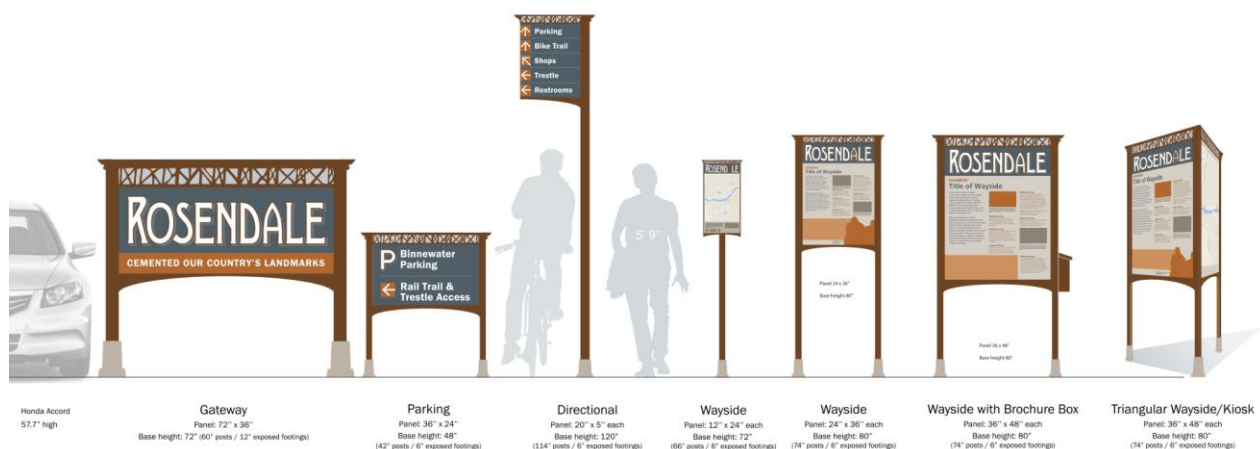 Parking
Bike Trail
Shops
Trestle
Restrooms
ROSENDALE
CEMENTED OUR COUNTRY'S LANDMARKS
P Binnewater
Parking
Rail Trail &
Trestle Access
5' 9"
ROSEND LE
ROSENDALE
Title of Wayside
Panel 24 x 36"
Base height 80"
ROSENDALE
Title of Wayside
Panel 36 x 48"
Base height 80"
ROSENDALE
Title of Wayside
Honda Accord
57.7" high
Gateway
Panel: 72" x 36"
Base height: 72" (60" posts / 12" exposed footings)
Parking
Panel: 36" x 24"
Base height: 48"
(42" posts / 6" exposed footings)
Directional
Panel: 20" x 5" each
Base height: 120"
(114" posts / 6" exposed footings)
Wayside
Panel: 12" x 24" each
Base height: 72"
(66" posts / 6" exposed footings)
Wayside
Panel: 24" x 36" each
Base height: 80"
(74" posts / 6" exposed footings)
Wayside with Brochure Box
Panel: 36" x 48" each
Base height: 80"
(74" posts / 6" exposed footings)
Triangular Wayside/Kiosk
Panel: 36" x 48" each
Base height: 80"
(74" posts / 6" exposed footings)